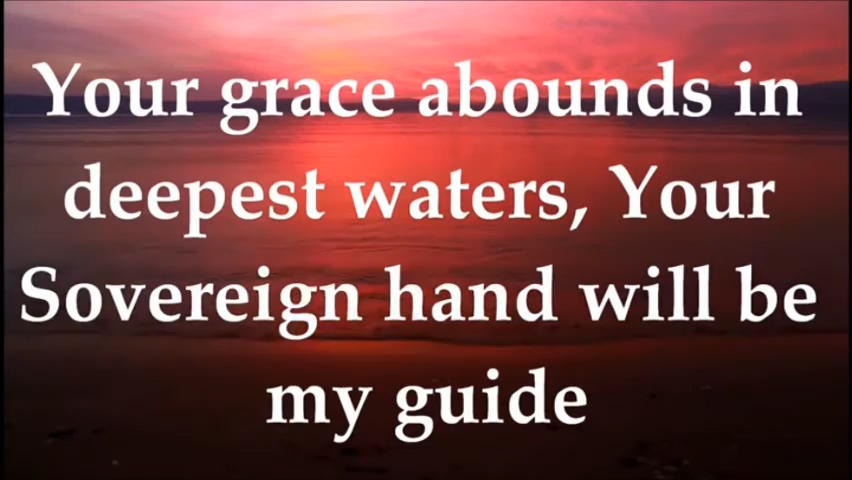 Your grace abounds in
deepest waters, Your
Sovereign hand will be
my guide